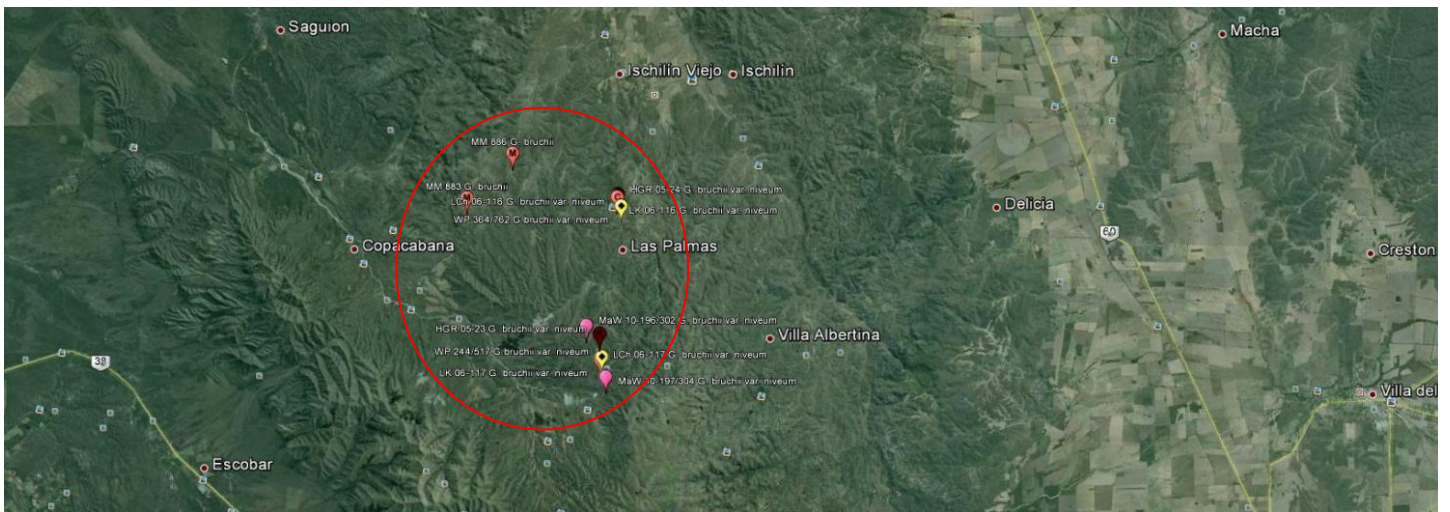 Saguion
Macha
Ischilín Viejo
Ischilín
MM 886 G. bruchii
MM 883 G. bruchii
HGR 05-24 G. bruchii var. niveum
LCh 06-116 G. bruchii var. niveum
LK 06-116 G. bruchii var. niveum
WP 364/762 G.bruchii var. niveum
Delicia
60
Copacabana
Las Palmas
Creston
MaW 10-196/302 G. bruchii var. niveum
HGR 05-23 G. bruchii var. niveum
Villa Albertina
WP 244/517 G.bruchii var. niveum
LCh 06-117 G. bruchii var. niveum
38
LK 06-117 G. bruchii var. niveum
MaW 10-197/304 G. bruchii var. niveum
Villa del
Escobar